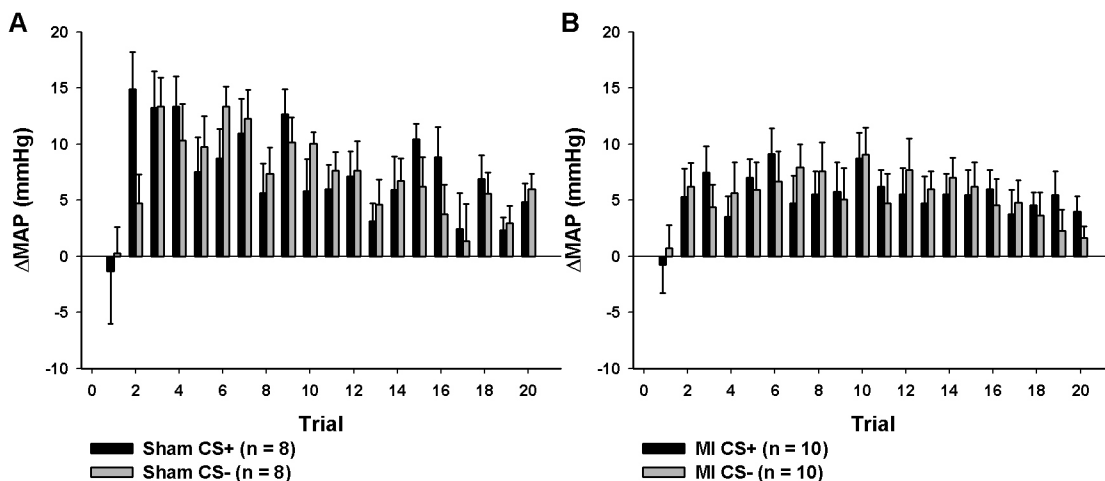 A
20
15
10
5
0
-5
-10
ΔMAP (mmHg)
0 2 4 6 8 10 12 14 16 18 20
Trial
Sham CS+ (n = 8)
Sham CS- (n = 8)
B
20
15
10
5
0
-5
-10
ΔMAP (mmHg)
0 2 4 6 8 10 12 14 16 18 20
Trial
MI CS+ (n = 10)
MI CS- (n = 10)